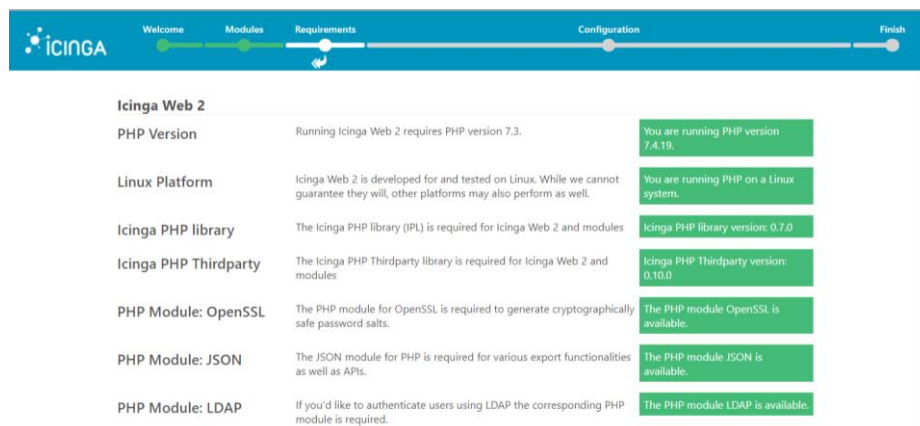 Welcome Modules Requirements Configuration Finish
ICINGA
Icinga Web 2
PHP Version Running Icinga Web 2 requires PHP version 7.3. You are running PHP version
7.4.19.
Linux Platform Icinga Web 2 is developed for and tested on Linux. While we cannot You are running PHP on a Linux
guarantee they will, other platforms may also perform as well. system.
Icinga PHP library The Icinga PHP library (IPL) is required for Icinga Web 2 and modules Icinga PHP library version: 0.7.0
Icinga PHP Thirdparty The Icinga PHP Thirdparty library is required for Icinga Web 2 and Icinga PHP Thirdparty version:
modules 0.10.0
PHP Module: OpenSSL The PHP module for OpenSSL is required to generate cryptographically The PHP module OpenSSL is
safe password salts. available.
PHP Module: JSON The JSON module for PHP is required for various export functionalities The PHP module JSON is
as well as APIs. available.
PHP Module: LDAP If you'd like to authenticate users using LDAP the corresponding PHP The PHP module LDAP is available.
module is required.